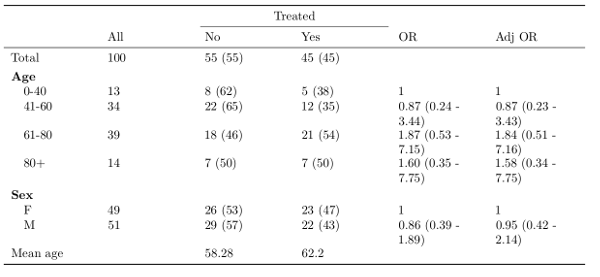 Treated
All No Yes OR Adj OR
Total 100 55 (55) 45 (45)
Age
0-40 13 8 (62) 5 (38) 1 1
41-60 34 22 (65) 12 (35) 0.87 (0.24 - 0.87 (0.23 -
3.44) 3.43)
61-80 39 18 (46) 21 (54) 1.87 (0.53 - 1.84 (0.51 -
7.15) 7.16)
80+ 14 7 (50) 7 (50) 1.60 (0.35 - 1.58 (0.34 -
7.75) 7.75)
Sex
F 49 26 (53) 23 (47) 1 1
M 51 29 (57) 22 (43) 0.86 (0.39 - 0.95 (0.42 -
1.89) 2.14)
Mean age 58.28 62.2